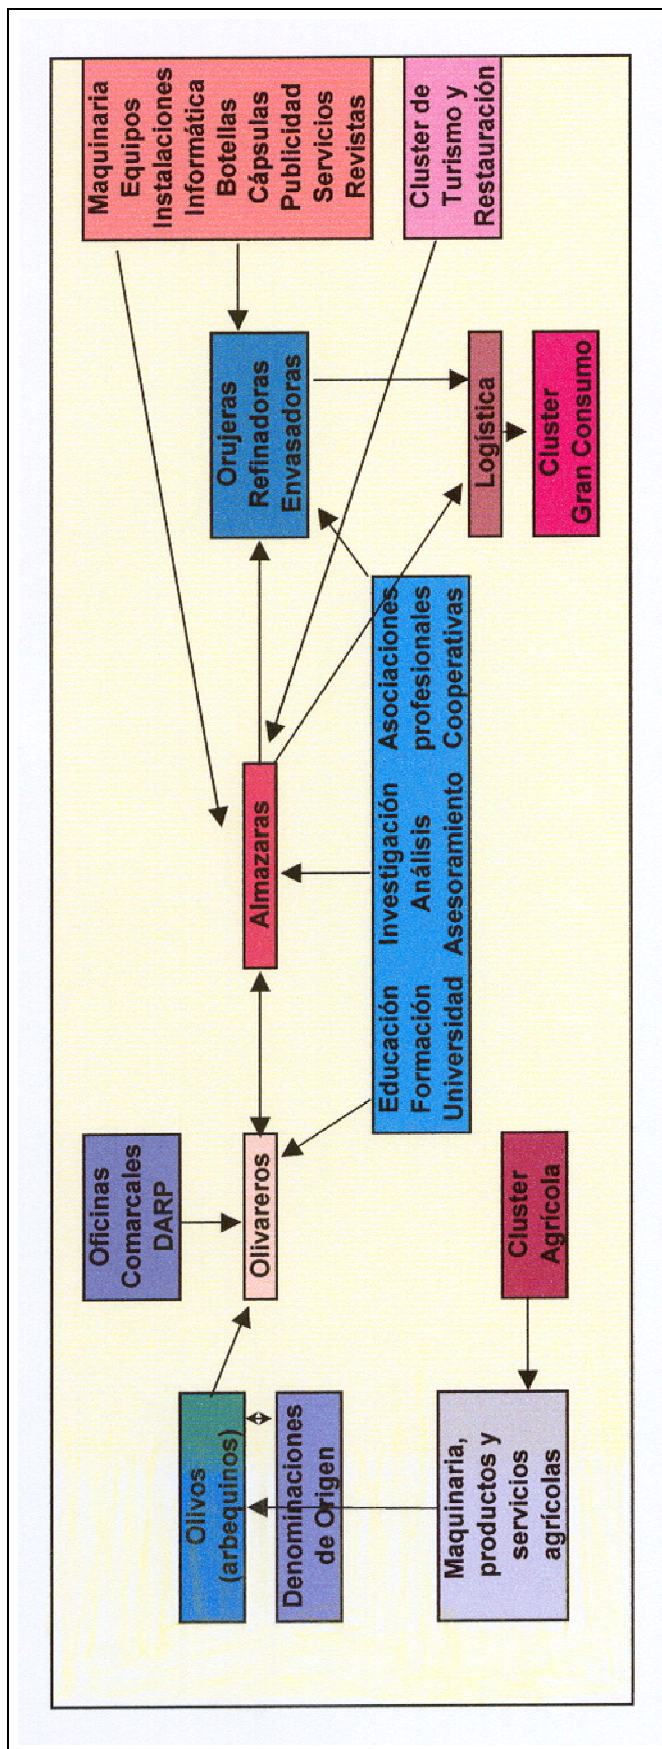 Maquinaria
Equipos
Instalaciones
Informática
Botellas
Cápsulas
Publicidad
Servicios
Revistas
Cluster de
Turismo y
Restauración
Orujeras
Refinadoras
Envasadoras
Logística
Cluster
Gran Consumo
Almazaras
Educación Investigación Asociaciones
Formación Análisis profesionales
Universidad Asesoramiento Cooperativas
Oficinas
Comarcales
DARP
Olivareros
Cluster
Agrícola
Olivos
(arbequinos)
Denominaciones
de Origen
Maquinaria,
productos y
servicios
agrícolas